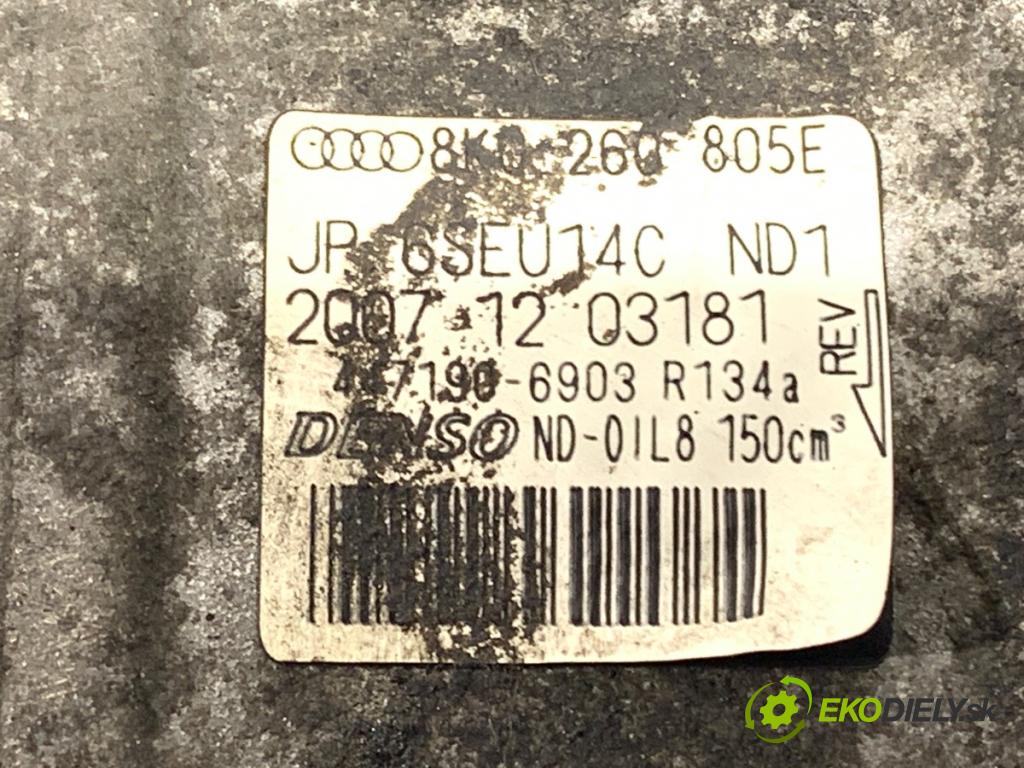 8K0 260 805E
JP 6SEU14C ND1
2007 12 03181
447190-6903 R134a
DENSO ND-OIL8 150cm³
REV
EKODIELY.sk